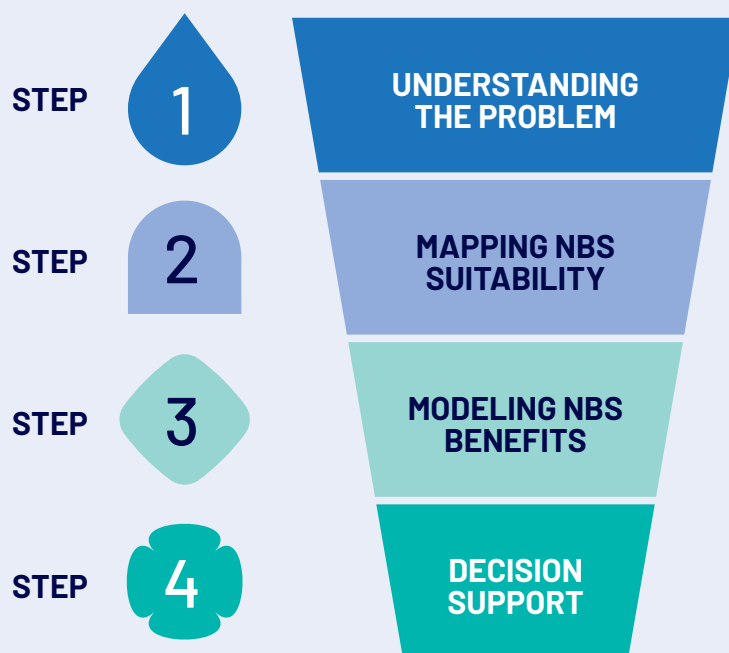 STEP
1
UNDERSTANDING
THE PROBLEM
STEP
2
MAPPING NBS
SUITABILITY
STEP
3
MODELING NBS
BENEFITS
STEP
4
DECISION
SUPPORT